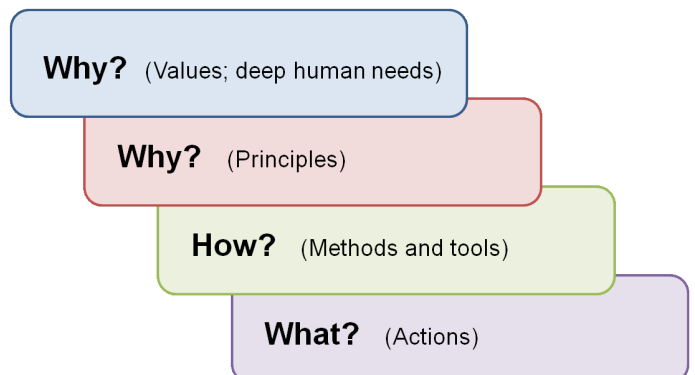 Why? (Values; deep human needs)
Why? (Principles)
How? (Methods and tools)
What? (Actions)